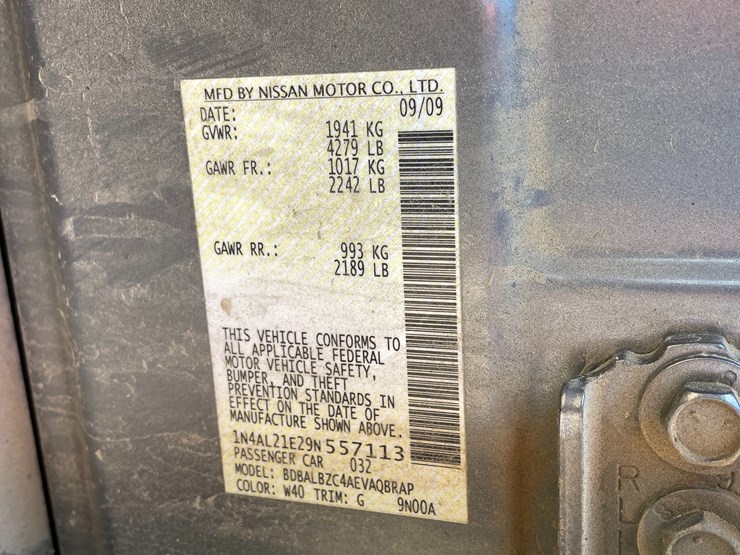 MFD BY NISSAN MOTOR CO., LTD.
DATE: 09/09
GVWR: 1941 KG
4279 LB
GAWR FR.: 1017 KG
2242 LB
GAWR RR.: 993 KG
2189 LB
THIS VEHICLE CONFORMS TO
ALL APPLICABLE FEDERAL
MOTOR VEHICLE SAFETY,
BUMPER, AND THEFT
PREVENTION STANDARDS IN
EFFECT ON THE DATE OF
MANUFACTURE SHOWN ABOVE.
1N4AL21E29N557113
PASSENGER CAR 032
MODEL: BDBALBZC4AEVAQBRAP
COLOR: W40 TRIM: G 9N00A